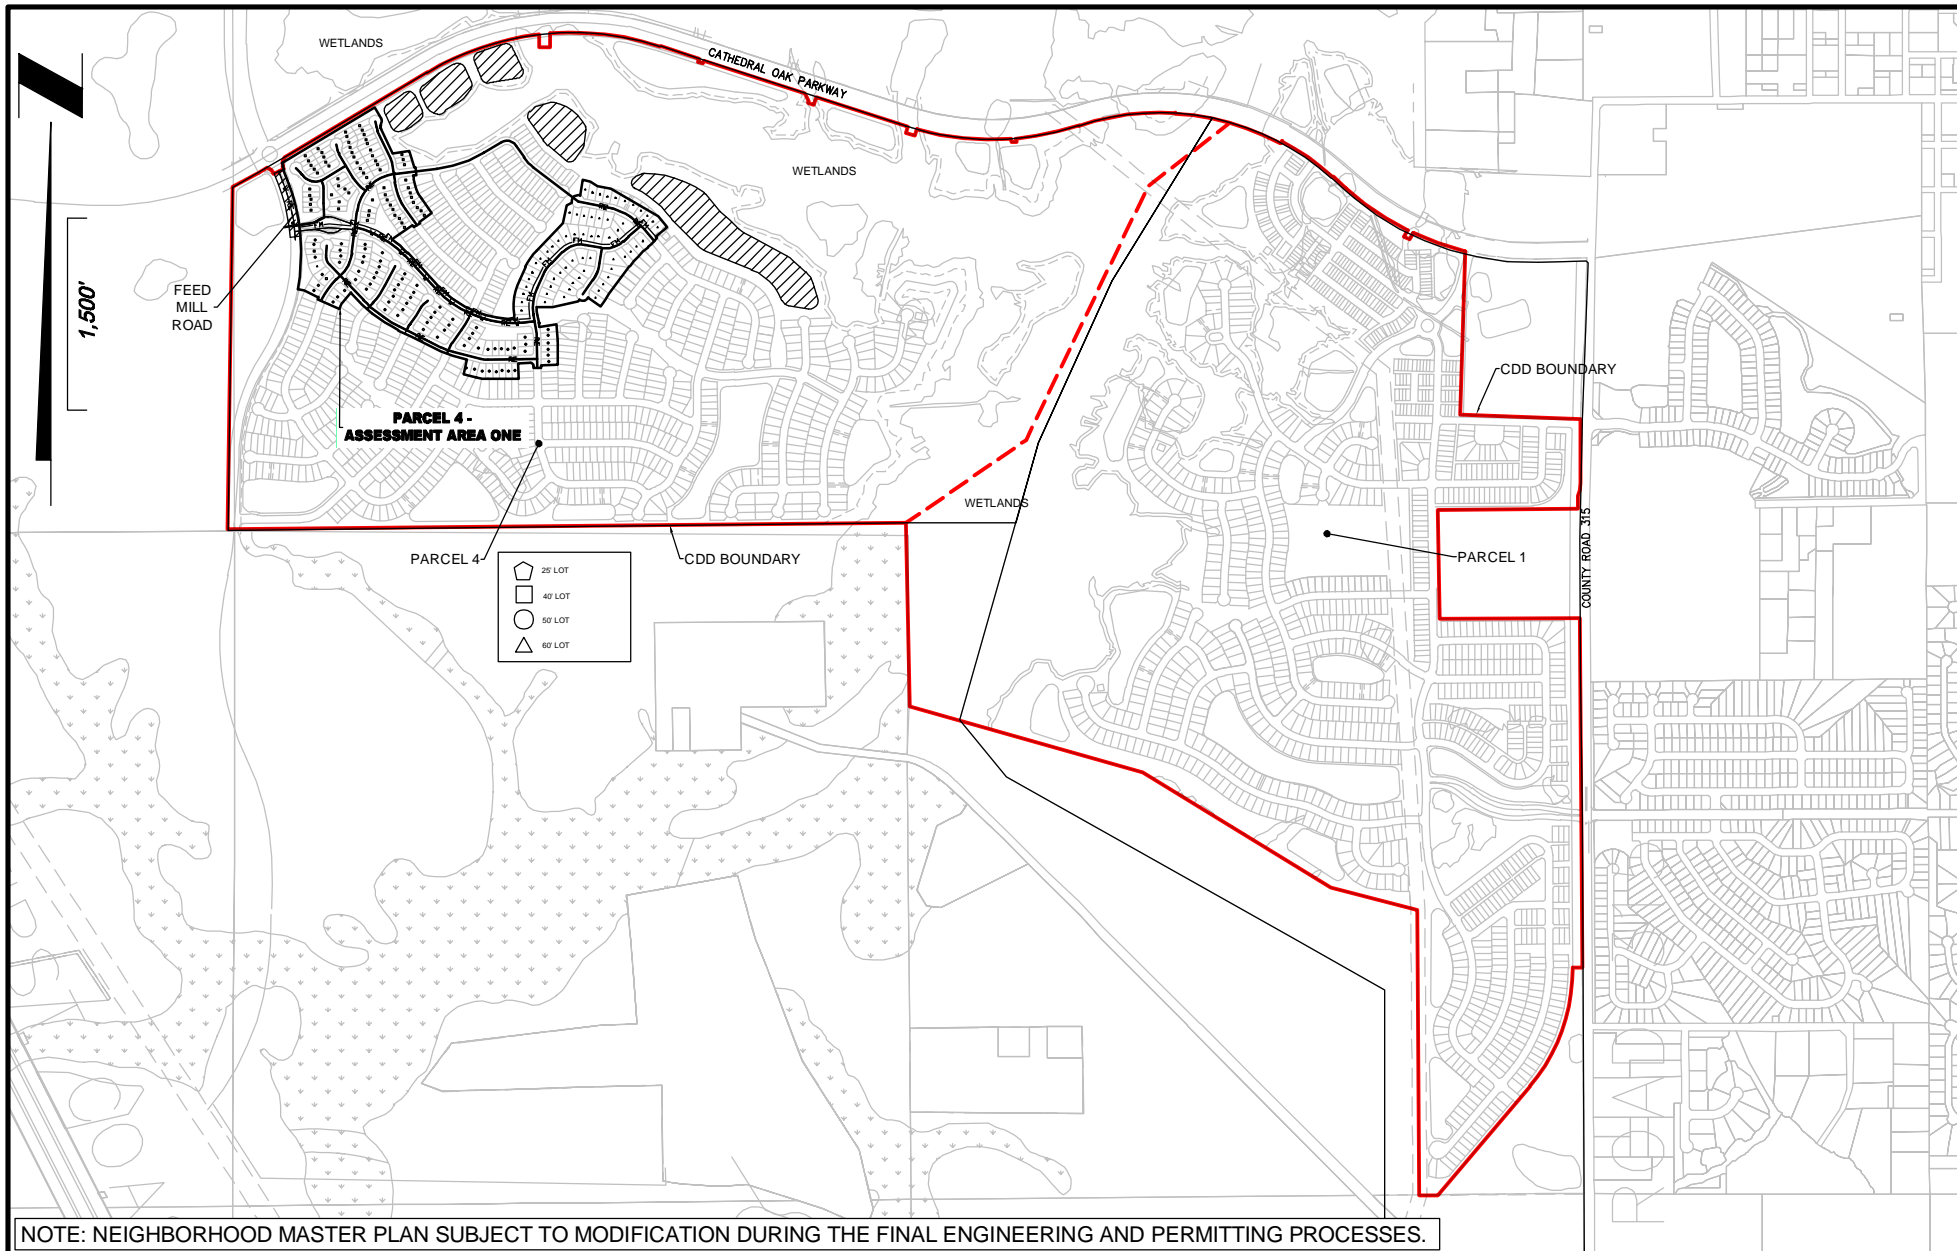 WETLANDS
CATHEDRAL OAK PARKWAY
WETLANDS
1,500'
FEED
MILL
ROAD
CDD BOUNDARY
PARCEL 4 -
ASSESSMENT AREA ONE
WETLANDS
COUNTY ROAD 315
PARCEL 4
CDD BOUNDARY
PARCEL 1
25' LOT
40' LOT
50' LOT
60' LOT
NOTE: NEIGHBORHOOD MASTER PLAN SUBJECT TO MODIFICATION DURING THE FINAL ENGINEERING AND PERMITTING PROCESSES.